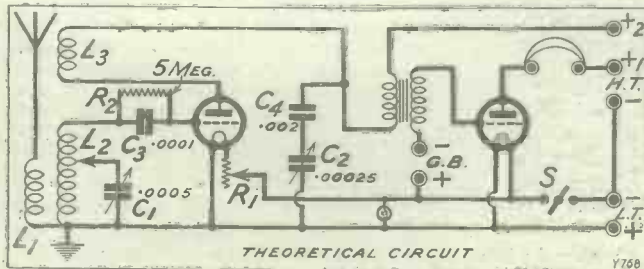 L3
5 MEG.
R2
C3
.0001
L2
.0005
C1
L1
R1
C4
.002
C2
.00025
G.B.
-
+
S
+2
+1
H.T.
-
-
L.T.
+
THEORETICAL CIRCUIT
Y758